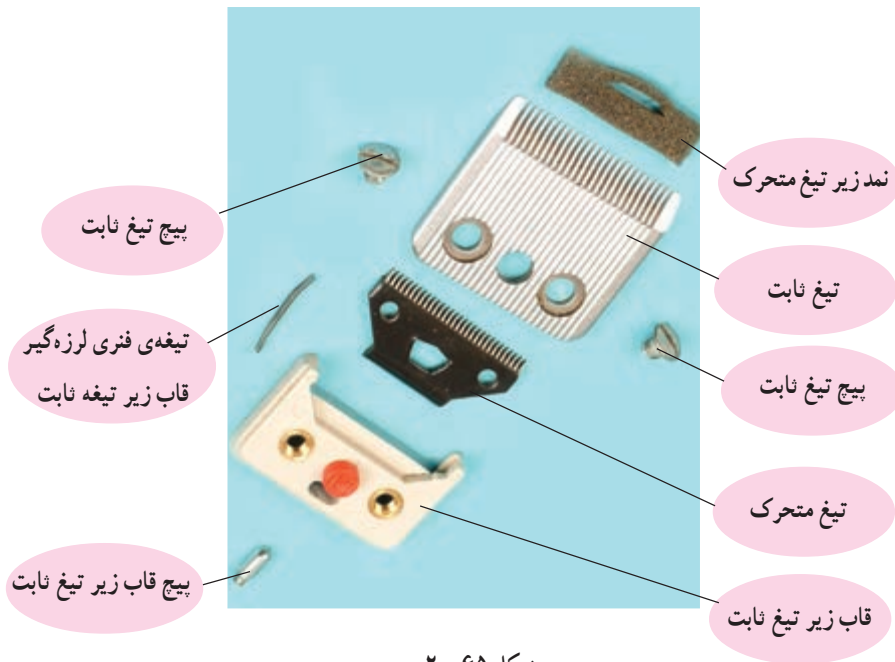 نمد زیر تیغ متحرک
پیچ تیغ ثابت
تیغ ثابت
تیغه‌ی فنری لرزه‌گیر
قاب زیر تیغه ثابت
پیچ تیغ ثابت
تیغ متحرک
پیچ قاب زیر تیغ ثابت
قاب زیر تیغ ثابت